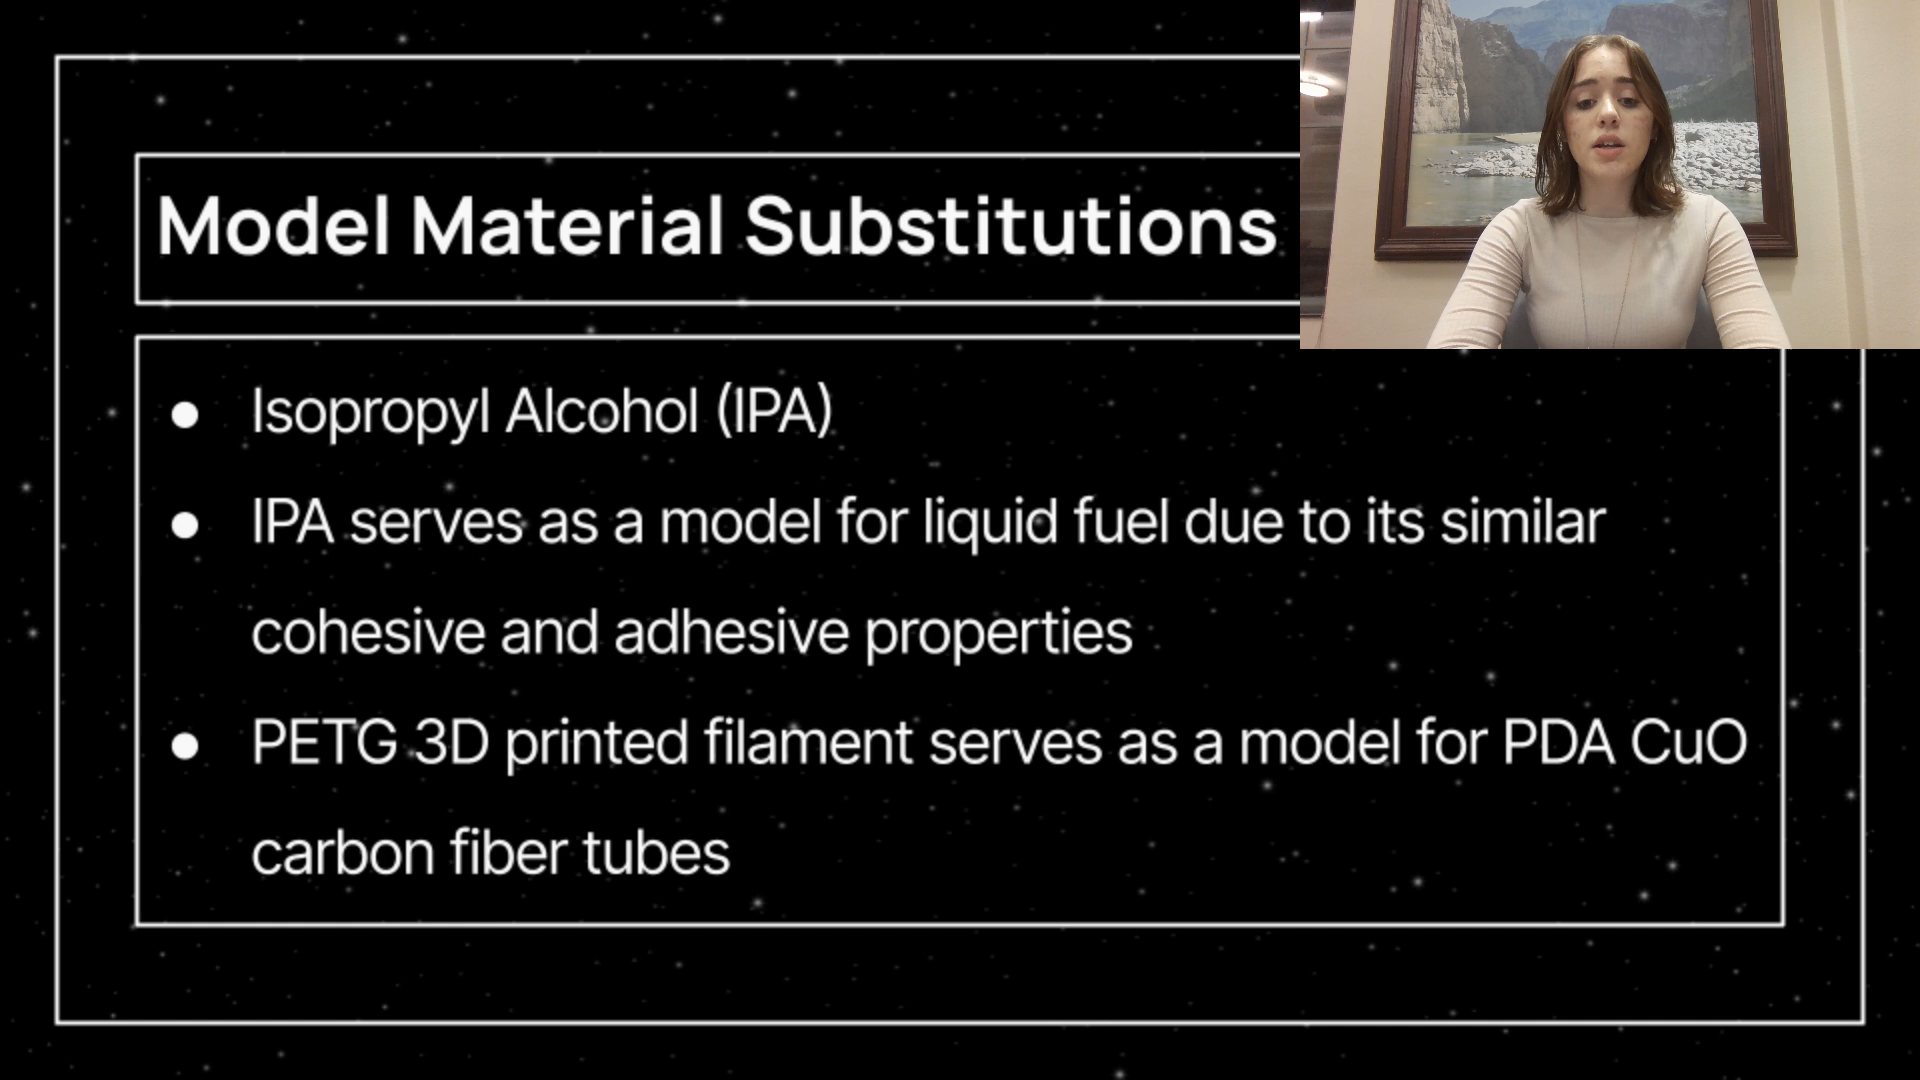 Model Material Substitutions
● Isopropyl Alcohol (IPA)
● IPA serves as a model for liquid fuel due to its similar
cohesive and adhesive properties
● PETG 3D printed filament serves as a model for PDA CuO
carbon fiber tubes